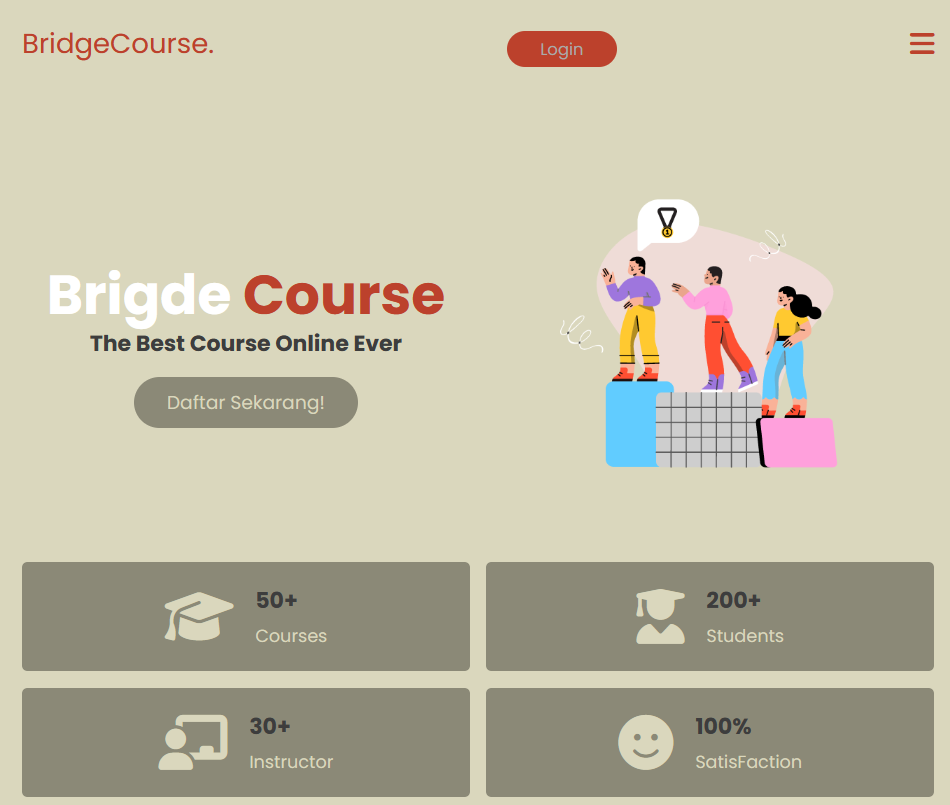 BridgeCourse.
Login
Brigde Course
The Best Course Online Ever
Daftar Sekarang!
50+
Courses
200+
Students
30+
Instructor
100%
SatisFaction